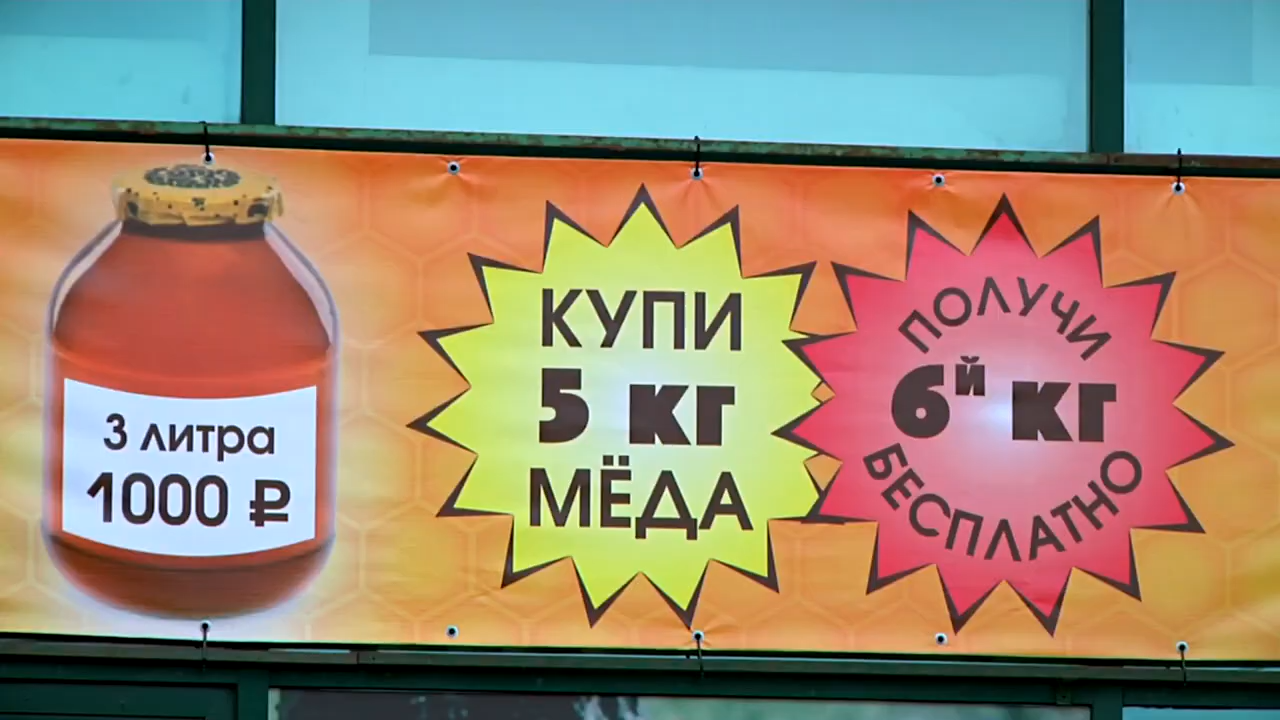 3 литра
1000 ₽
КУПИ
5 кг
МЁДА
ПОЛУЧИ
6й кг
БЕСПЛАТНО